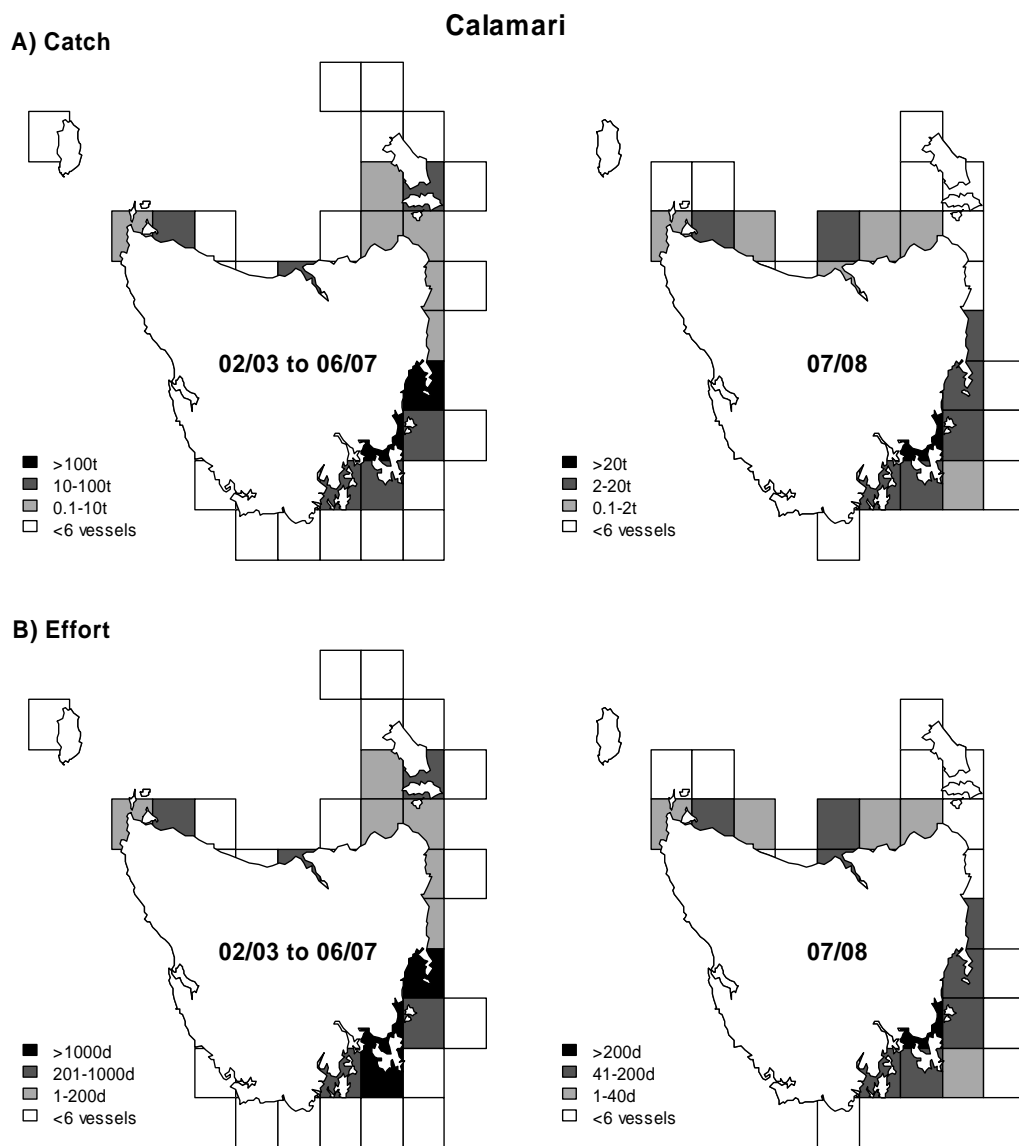 Calamari
A) Catch
02/03 to 06/07
>100t
10-100t
0.1-10t
<6 vessels
07/08
>20t
2-20t
0.1-2t
<6 vessels
B) Effort
02/03 to 06/07
>1000d
201-1000d
1-200d
<6 vessels
07/08
>200d
41-200d
1-40d
<6 vessels